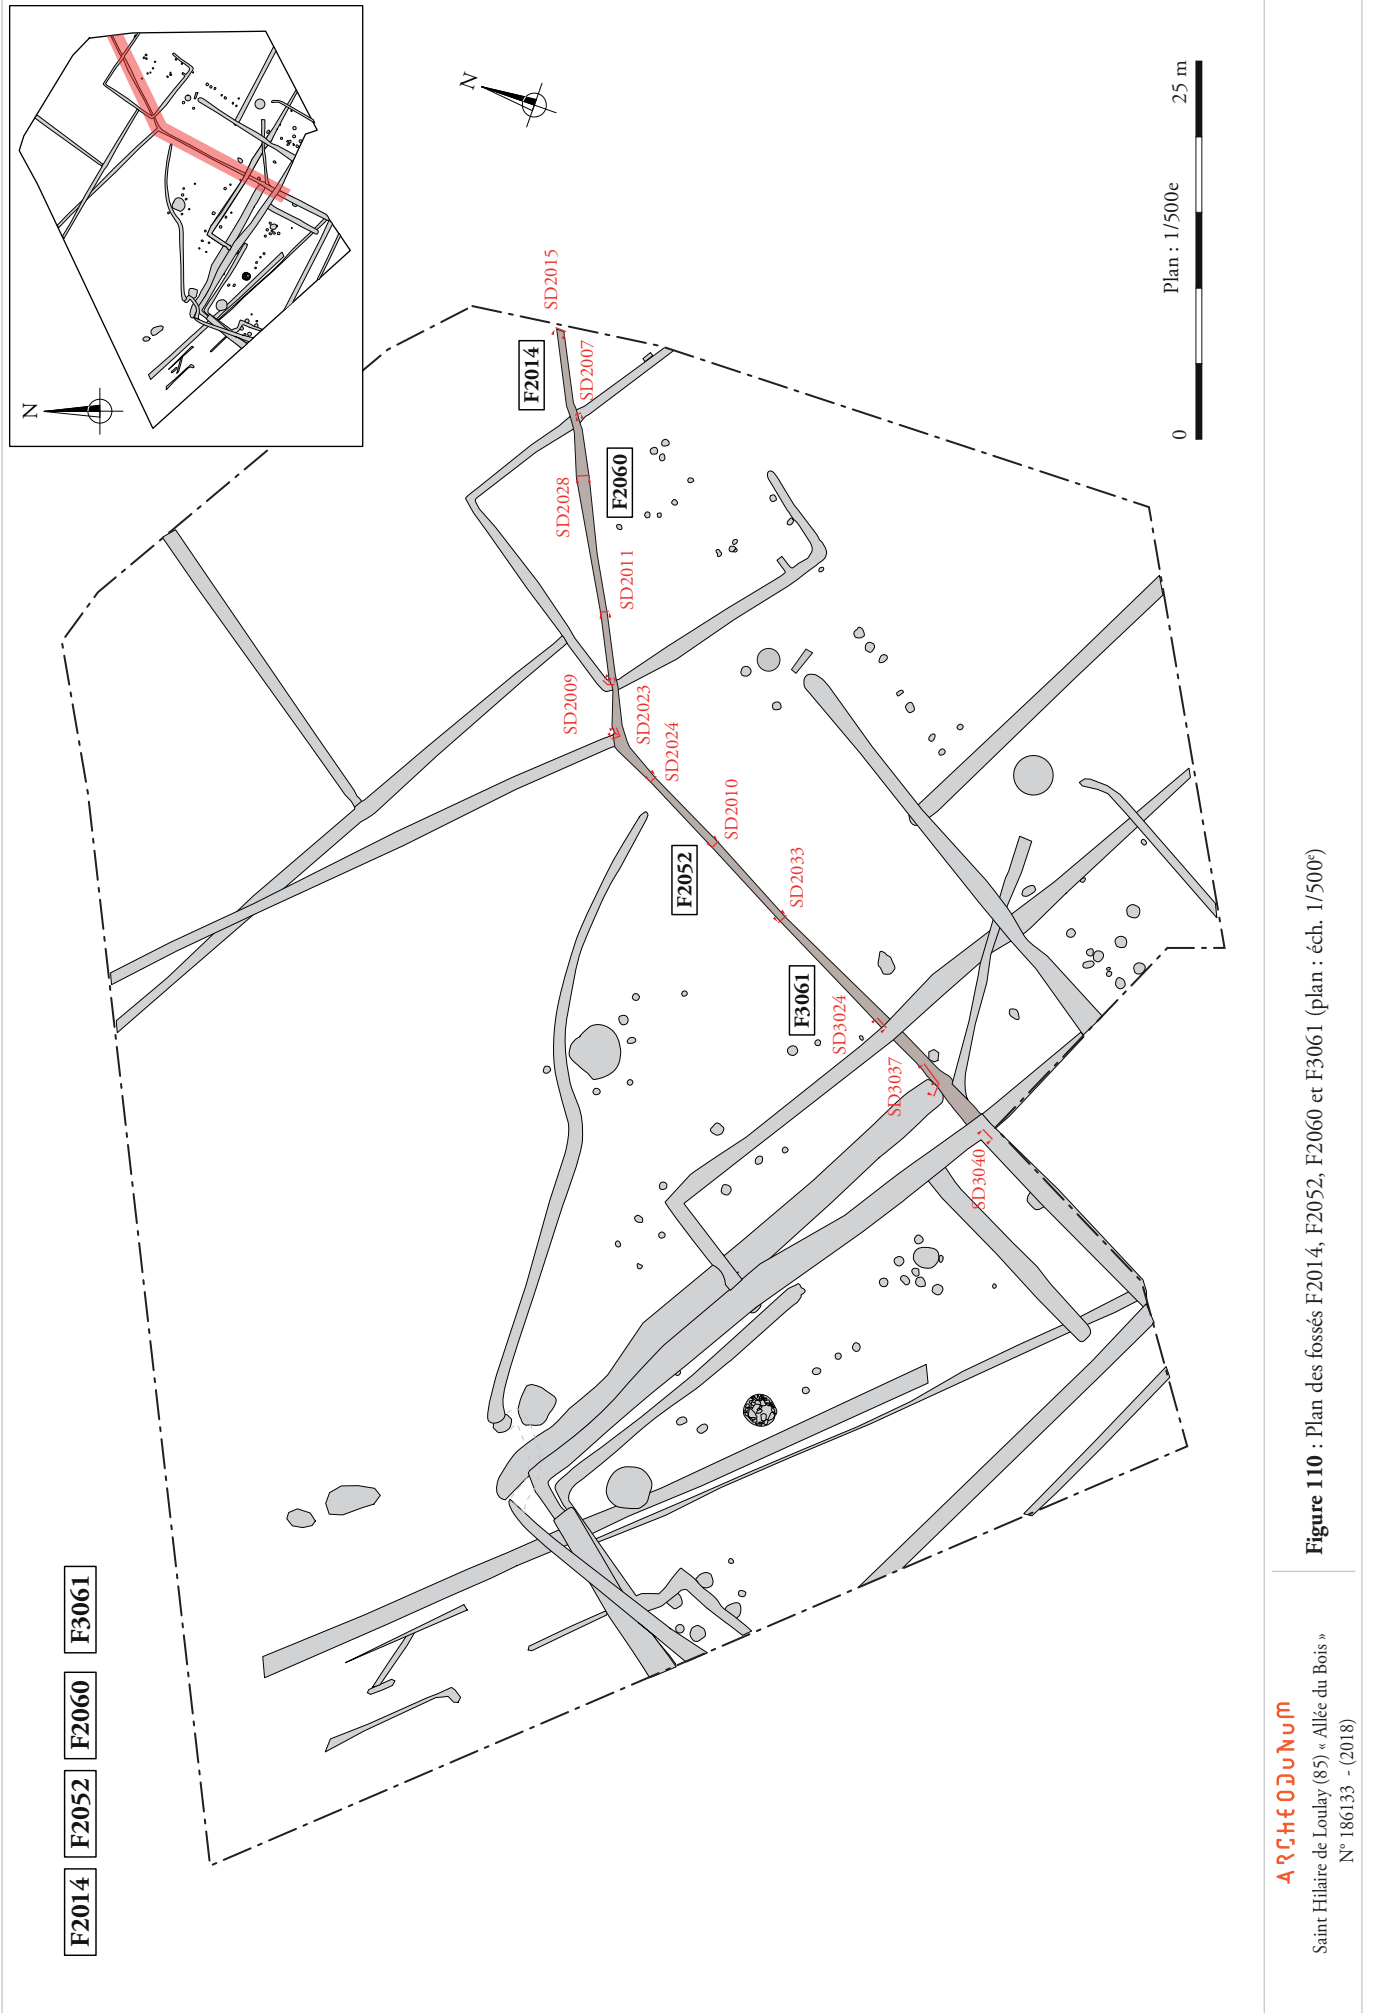 F2014 F2052 F2060 F3061
N
N
SD2015
F2014
SD2007
SD2028
F2060
SD2011
SD2009
SD2023
SD2024
SD2010
F2052
SD2033
F3061
SD3024
SD3037
SD3040
Plan : 1/500e
0 25 m
ARCHEODUNUM
Saint Hilaire de Loulay (85) « Allée du Bois »
N° 186133 - (2018)
Figure 110 : Plan des fossés F2014, F2052, F2060 et F3061 (plan : éch. 1/500ᵉ)